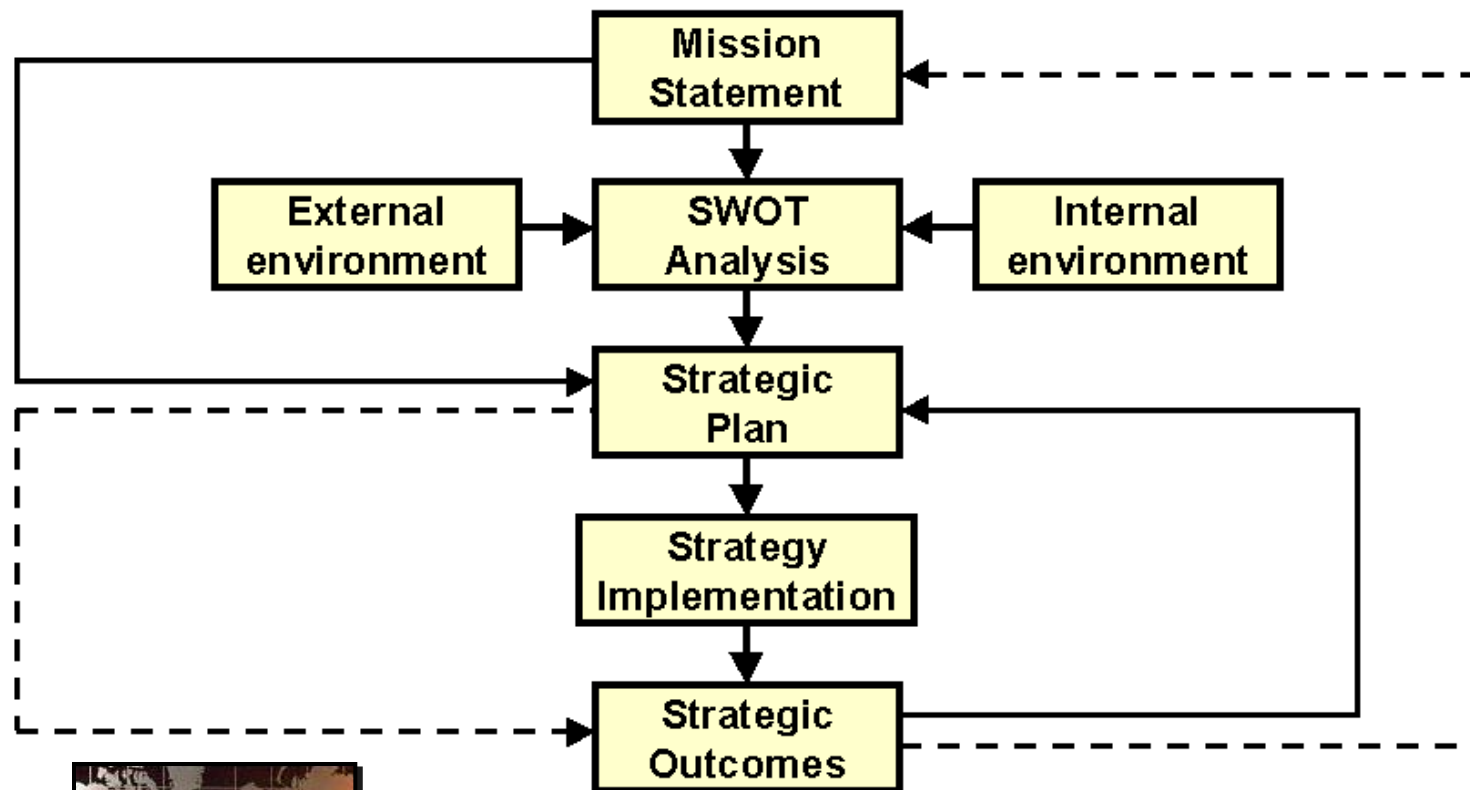 Mission
Statement
External
environment
SWOT
Analysis
Internal
environment
Strategic
Plan
Strategy
Implementation
Strategic
Outcomes